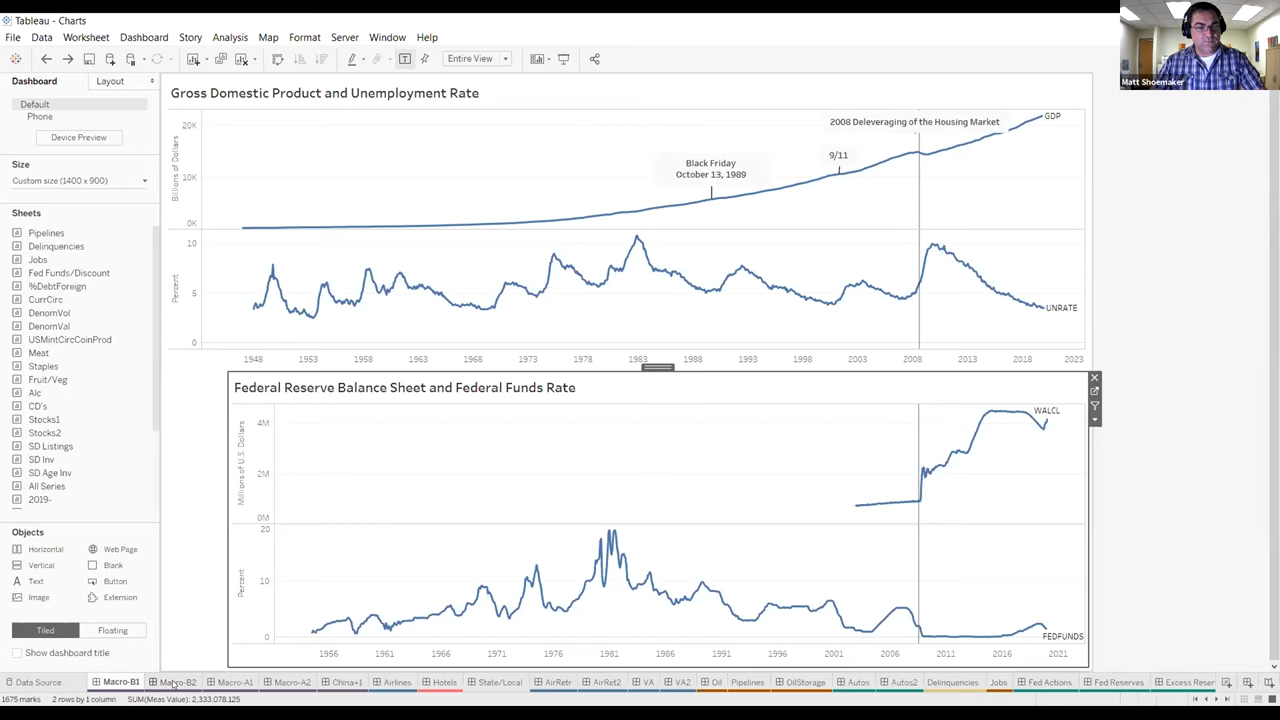 Tableau - Charts
File Data Worksheet Dashboard Story Analysis Map Format Server Window Help
Entire View
Matt Shoemaker
Dashboard Layout
Default
Phone
Device Preview
Size
Custom size (1400 x 900)
Sheets
Pipelines
Delinquencies
Jobs
Fed Funds/Discount
%DebtForeign
CurrCirc
DenomVol
DenomVal
USMintCircCoinProd
Meat
Staples
Fruit/Veg
Alc
CD's
Stocks1
Stocks2
SD Listings
SD Inv
SD Age Inv
All Series
2019-
Objects
Horizontal Web Page
Vertical Blank
Text Button
Image Extension
Tiled Floating
Show dashboard title
Gross Domestic Product and Unemployment Rate
Billions of Dollars
20K
10K
0K
2008 Deleveraging of the Housing Market
GDP
9/11
Black Friday
October 13, 1989
Percent
10
5
0
UNRATE
1948 1953 1958 1963 1968 1973 1978 1983 1988 1993 1998 2003 2008 2013 2018 2023
Federal Reserve Balance Sheet and Federal Funds Rate
Millions of U.S. Dollars
4M
2M
0M
WALCL
Percent
20
10
0
FEDFUNDS
1956 1961 1966 1971 1976 1981 1986 1991 1996 2001 2006 2011 2016 2021
Data Source Macro-B1 Macro-B2 Macro-A1 Macro-A2 China+1 Airlines Hotels State/Local AirRetr AirRet2 VA VA2 Oil Pipelines OilStorage Autos Autos Delinquencies Jobs Fed Actions Fed Reserves Excess Reser
1675 marks 2 rows by 1 column SUM(Meas Value): 2,333,078,125